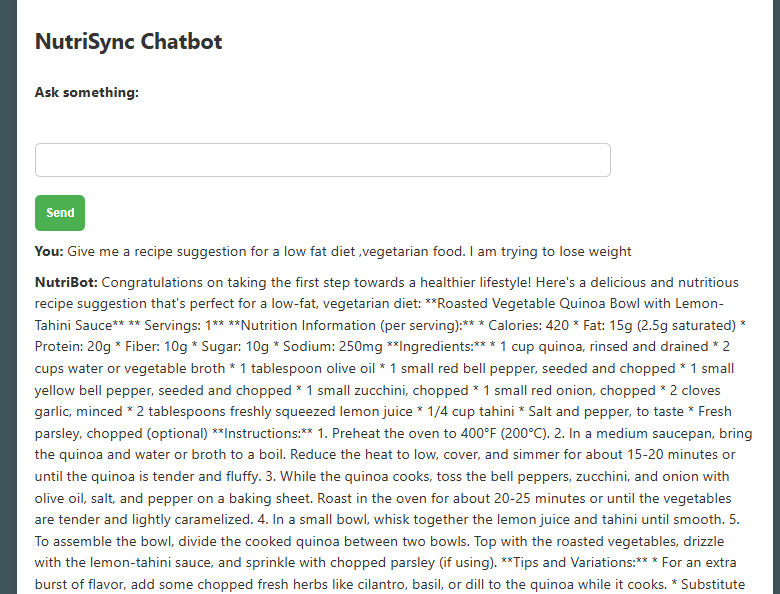 NutriSync Chatbot
Ask something:
Send
You: Give me a recipe suggestion for a low fat diet ,vegetarian food. I am trying to lose weight
NutriBot: Congratulations on taking the first step towards a healthier lifestyle! Here's a delicious and nutritious
recipe suggestion that's perfect for a low-fat, vegetarian diet: **Roasted Vegetable Quinoa Bowl with Lemon-
Tahini Sauce** ** Servings: 1** **Nutrition Information (per serving):** * Calories: 420 * Fat: 15g (2.5g saturated) *
Protein: 20g * Fiber: 10g * Sugar: 10g * Sodium: 250mg **Ingredients:** * 1 cup quinoa, rinsed and drained * 2
cups water or vegetable broth * 1 tablespoon olive oil * 1 small red bell pepper, seeded and chopped * 1 small
yellow bell pepper, seeded and chopped * 1 small zucchini, chopped * 1 small red onion, chopped * 2 cloves
garlic, minced * 2 tablespoons freshly squeezed lemon juice * 1/4 cup tahini * Salt and pepper, to taste * Fresh
parsley, chopped (optional) **Instructions:** 1. Preheat the oven to 400°F (200°C). 2. In a medium saucepan, bring
the quinoa and water or broth to a boil. Reduce the heat to low, cover, and simmer for about 15-20 minutes or
until the quinoa is tender and fluffy. 3. While the quinoa cooks, toss the bell peppers, zucchini, and onion with
olive oil, salt, and pepper on a baking sheet. Roast in the oven for about 20-25 minutes or until the vegetables
are tender and lightly caramelized. 4. In a small bowl, whisk together the lemon juice and tahini until smooth. 5.
To assemble the bowl, divide the cooked quinoa between two bowls. Top with the roasted vegetables, drizzle
with the lemon-tahini sauce, and sprinkle with chopped parsley (if using). **Tips and Variations:** * For an extra
burst of flavor, add some chopped fresh herbs like cilantro, basil, or dill to the quinoa while it cooks. * Substitute